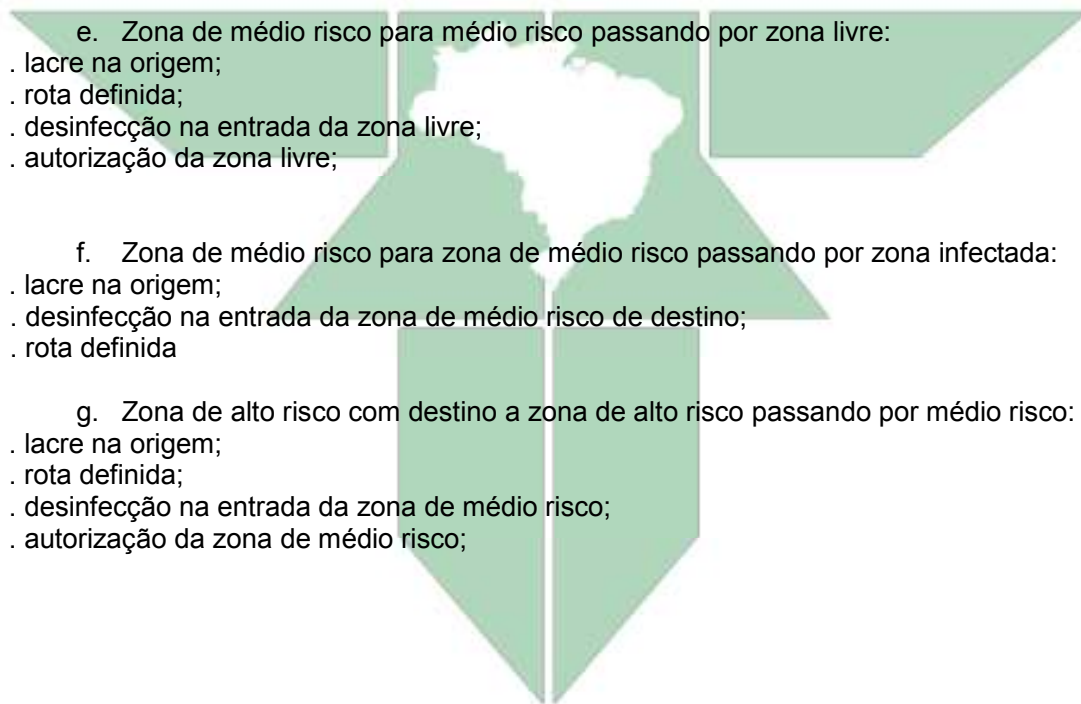 e. Zona de médio risco para médio risco passando por zona livre:
. lacre na origem;
. rota definida;
. desinfecção na entrada da zona livre;
. autorização da zona livre;
f. Zona de médio risco para zona de médio risco passando por zona infectada:
. lacre na origem;
. desinfecção na entrada da zona de médio risco de destino;
. rota definida
g. Zona de alto risco com destino a zona de alto risco passando por médio risco:
. lacre na origem;
. rota definida;
. desinfecção na entrada da zona de médio risco;
. autorização da zona de médio risco;